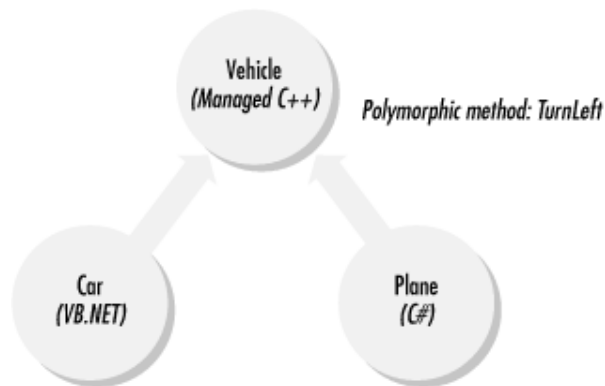 Vehicle
(Managed C++)
Polymorphic method: TurnLeft
Car
(VB.NET)
Plane
(C#)